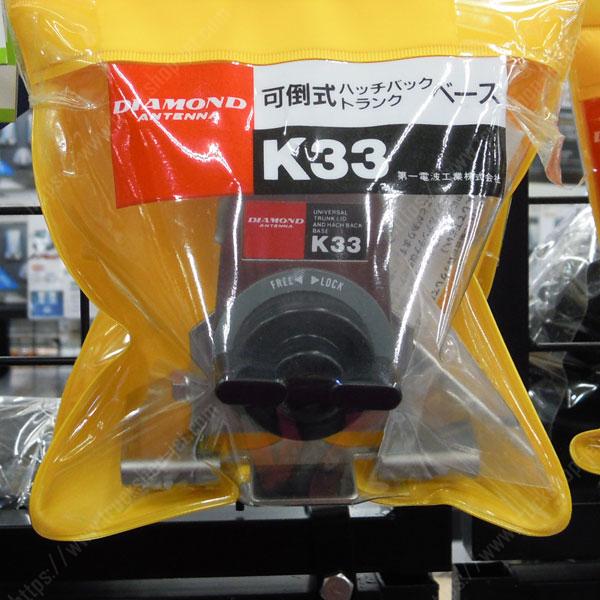 DIAMOND
ANTENNA
可倒式 ハッチバック
トランク ベース
K33
第一電波工業株式会社
DIAMOND
ANTENNA
UNIVERSAL
TRUNK LID
AND HACH BACK
BASE
K33
FREE◀ ▶LOCK